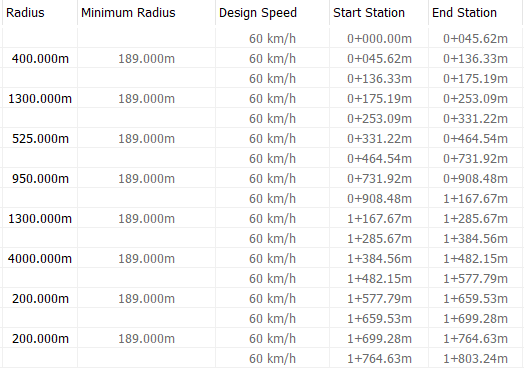 Radius Minimum Radius Design Speed Start Station End Station
60 km/h 0+000.00m 0+045.62m
400.000m 189.000m 60 km/h 0+045.62m 0+136.33m
60 km/h 0+136.33m 0+175.19m
1300.000m 189.000m 60 km/h 0+175.19m 0+253.09m
60 km/h 0+253.09m 0+331.22m
525.000m 189.000m 60 km/h 0+331.22m 0+464.54m
60 km/h 0+464.54m 0+731.92m
950.000m 189.000m 60 km/h 0+731.92m 0+908.48m
60 km/h 0+908.48m 1+167.67m
1300.000m 189.000m 60 km/h 1+167.67m 1+285.67m
60 km/h 1+285.67m 1+384.56m
4000.000m 189.000m 60 km/h 1+384.56m 1+482.15m
60 km/h 1+482.15m 1+577.79m
200.000m 189.000m 60 km/h 1+577.79m 1+659.53m
60 km/h 1+659.53m 1+699.28m
200.000m 189.000m 60 km/h 1+699.28m 1+764.63m
60 km/h 1+764.63m 1+803.24m